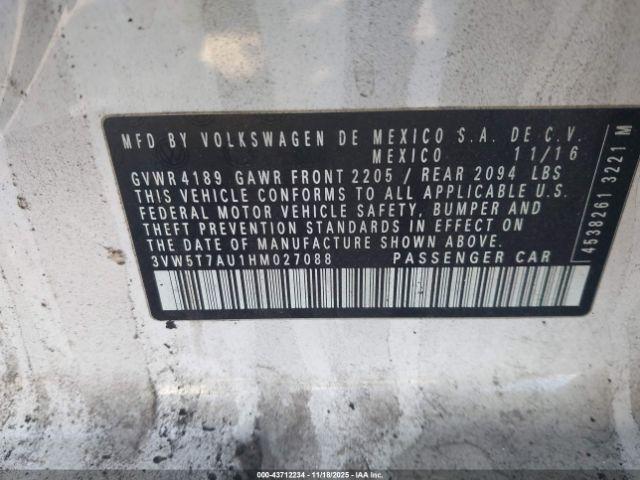 MFD BY VOLKSWAGEN DE MEXICO S.A. DE C.V.
MEXICO 11/16
GVWR 4189 GAWR FRONT 2205 / REAR 2094 LBS
THIS VEHICLE CONFORMS TO ALL APPLICABLE U.S.
FEDERAL MOTOR VEHICLE SAFETY, BUMPER AND
THEFT PREVENTION STANDARDS IN EFFECT ON
THE DATE OF MANUFACTURE SHOWN ABOVE.
3VW5T7AU1HM027088 PASSENGER CAR
4538261 3221 M
000-43712234 - 11/18/2025 - Copyright IAA, Inc.